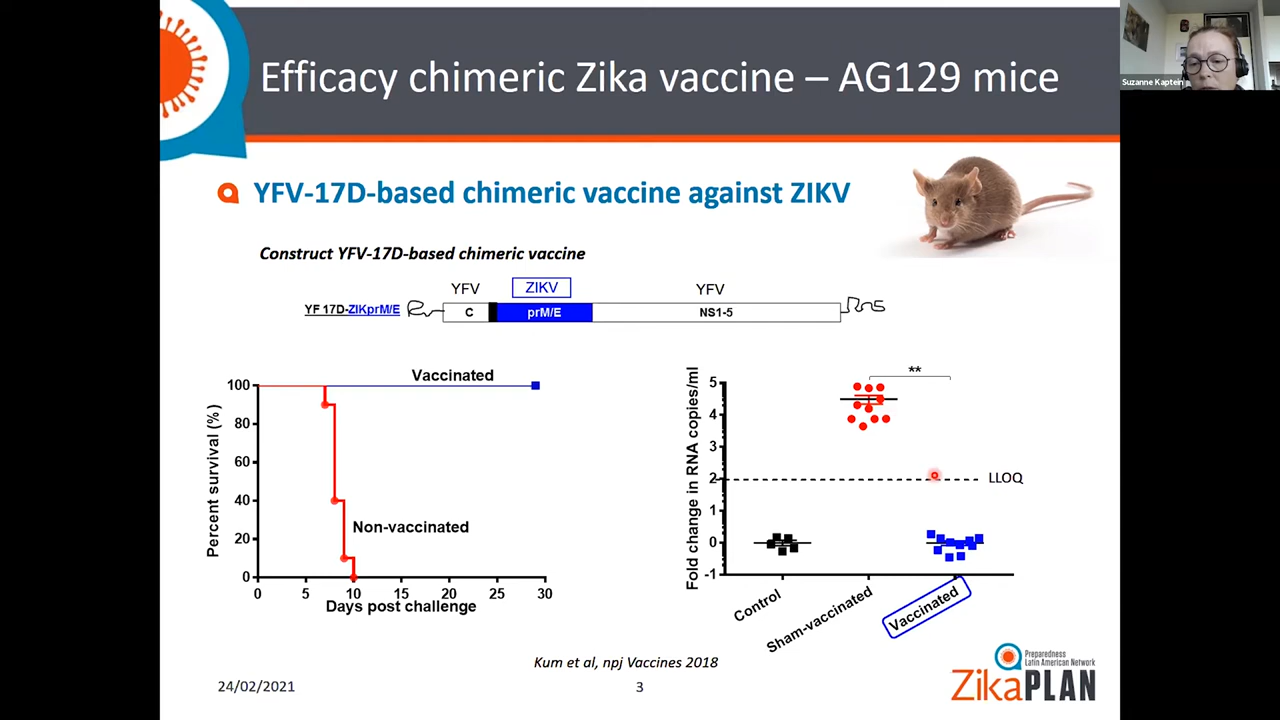 Efficacy chimeric Zika vaccine – AG129 mice
Suzanne Kaptein
YFV-17D-based chimeric vaccine against ZIKV
Construct YFV-17D-based chimeric vaccine
YFV ZIKV YFV
YF 17D-ZIKprM/E C prM/E NS1-5
Percent survival (%)
100
80
60
40
20
0
Vaccinated
Non-vaccinated
0 5 10 15 20 25 30
Days post challenge
Fold change in RNA copies/ml
5
4
3
2
1
0
-1
**
LLOQ
Control
Sham-vaccinated
Vaccinated
Kum et al, npj Vaccines 2018
24/02/2021
3
Preparedness
Latin American Network
ZikaPLAN